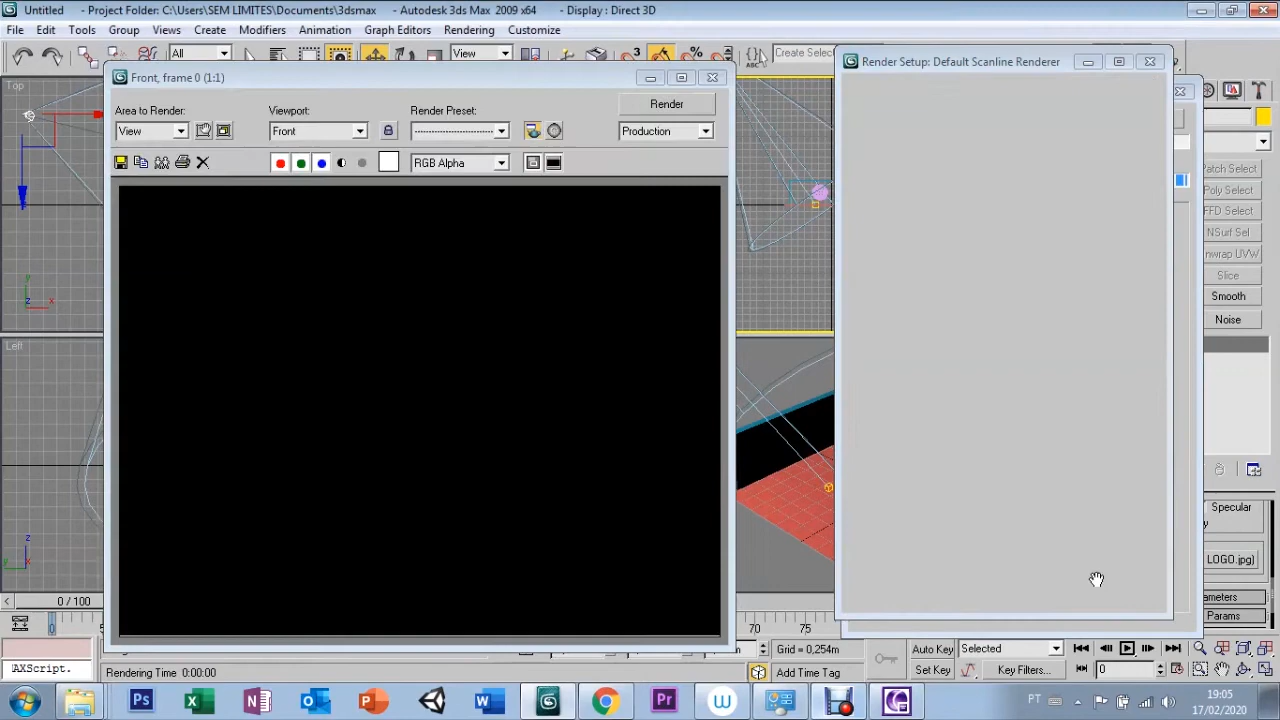 Untitled - Project Folder: C:\Users\SEM LIMITES\Documents\3dsmax - Autodesk 3ds Max 2009 x64 - Display : Direct 3D
File Edit Tools Group Views Create Modifiers Animation Graph Editors Rendering Customize
All View 3 % Create Selec
Front, frame 0 (1:1)
Render Setup: Default Scanline Renderer
Top
Area to Render: Viewport: Render Preset: Render
View Front Production
RGB Alpha
Patch Select
Poly Select
FFD Select
NSurf Sel
Unwrap UVW
Slice
Smooth
Noise
y
z x
Left
Specular
y
LOGO.jpg)
z
y x
0 / 100
70 75
Params
AXScript.
Rendering Time 0:00:00
Grid = 0,254m
Add Time Tag
Auto Key Selected
Set Key Key Filters... 0
PT
19:05
17/02/2020